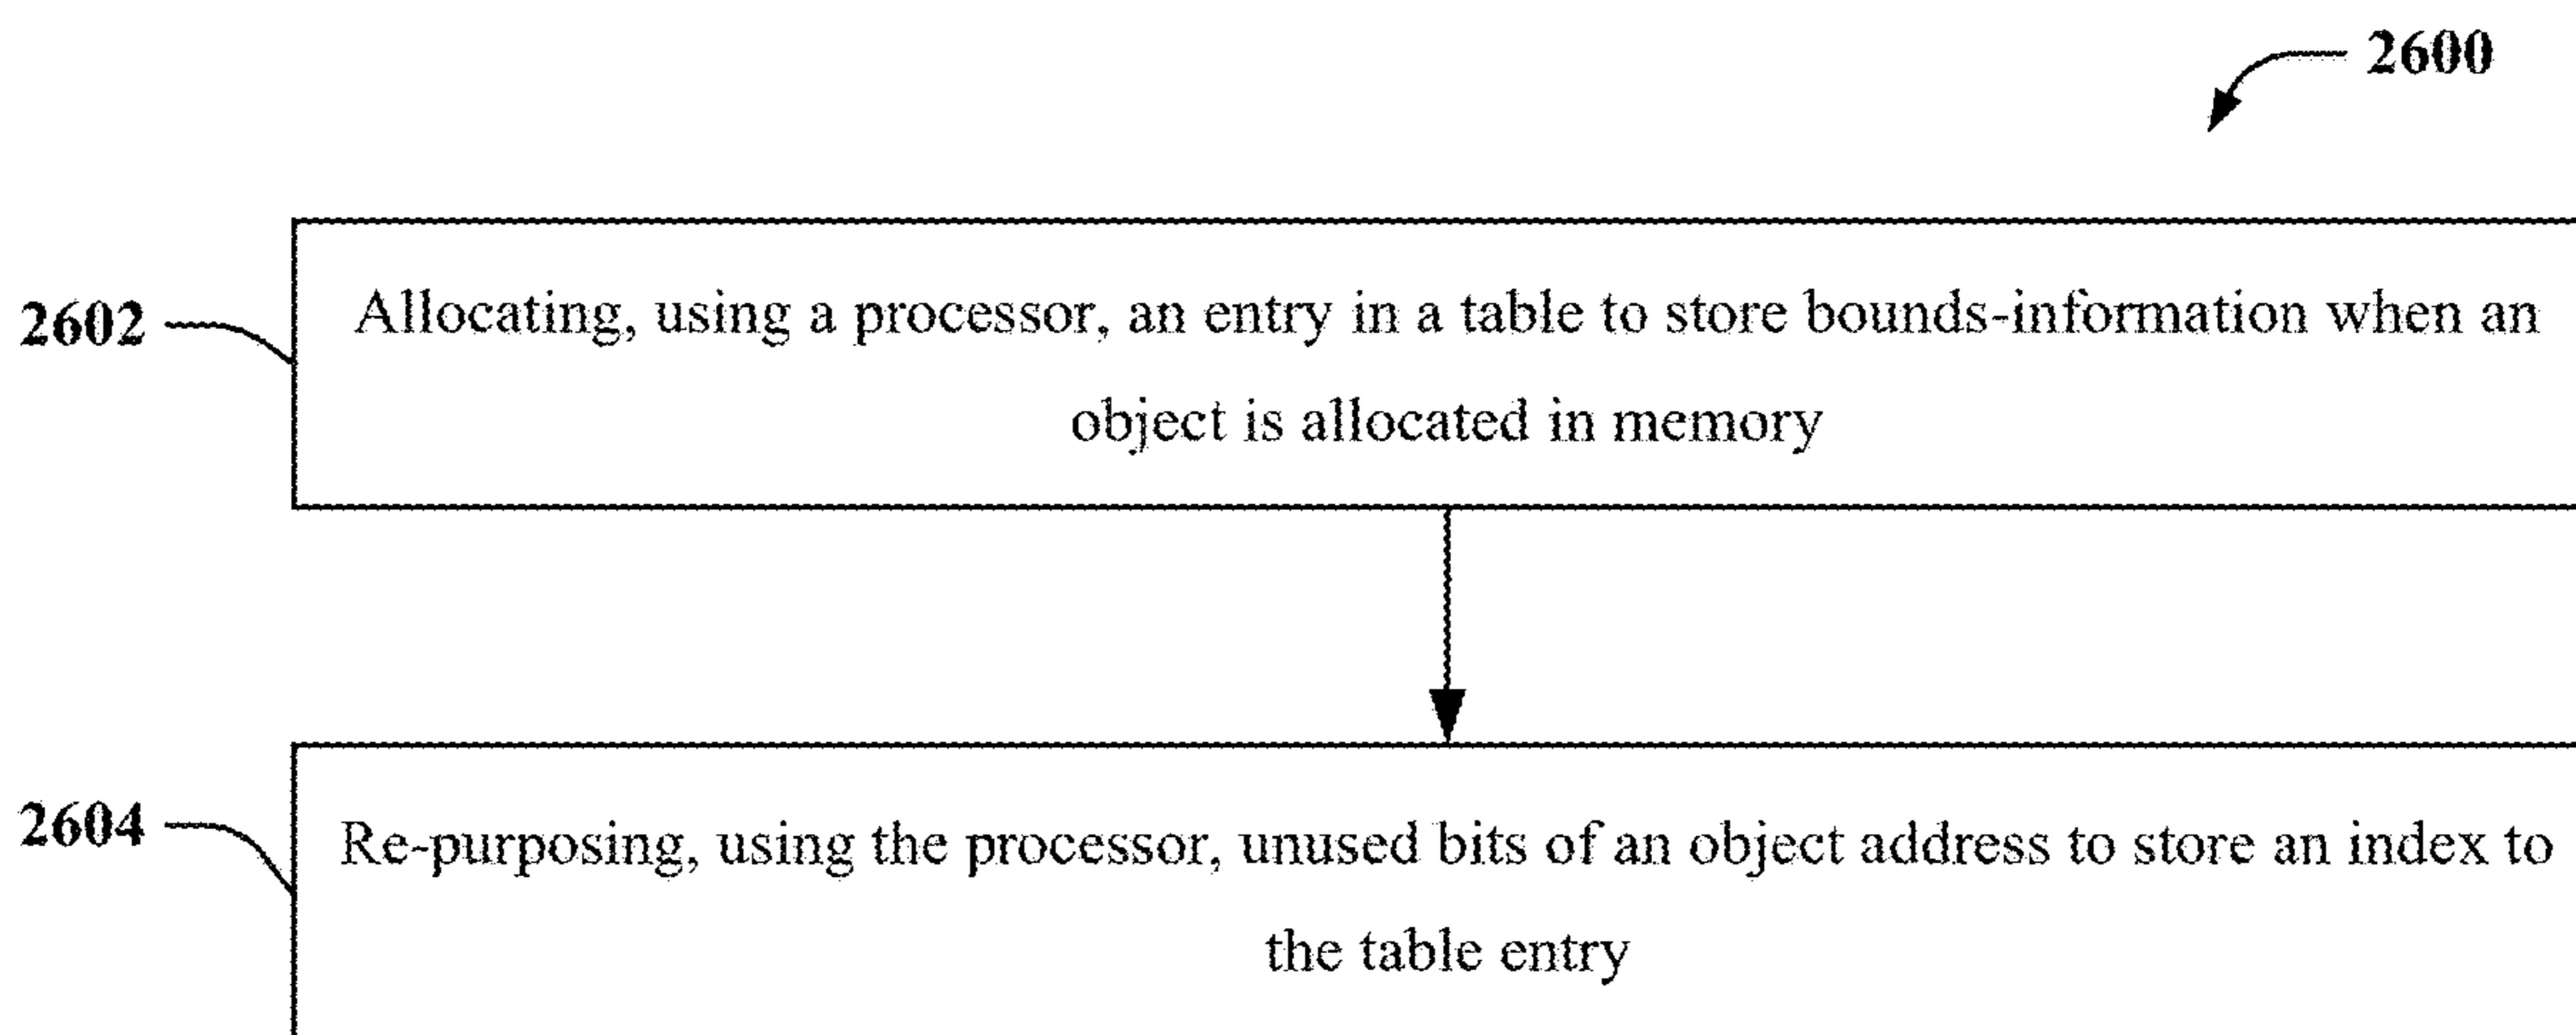 2600
2602
Allocating, using a processor, an entry in a table to store bounds-information when an
object is allocated in memory
2604
Re-purposing, using the processor, unused bits of an object address to store an index to
the table entry